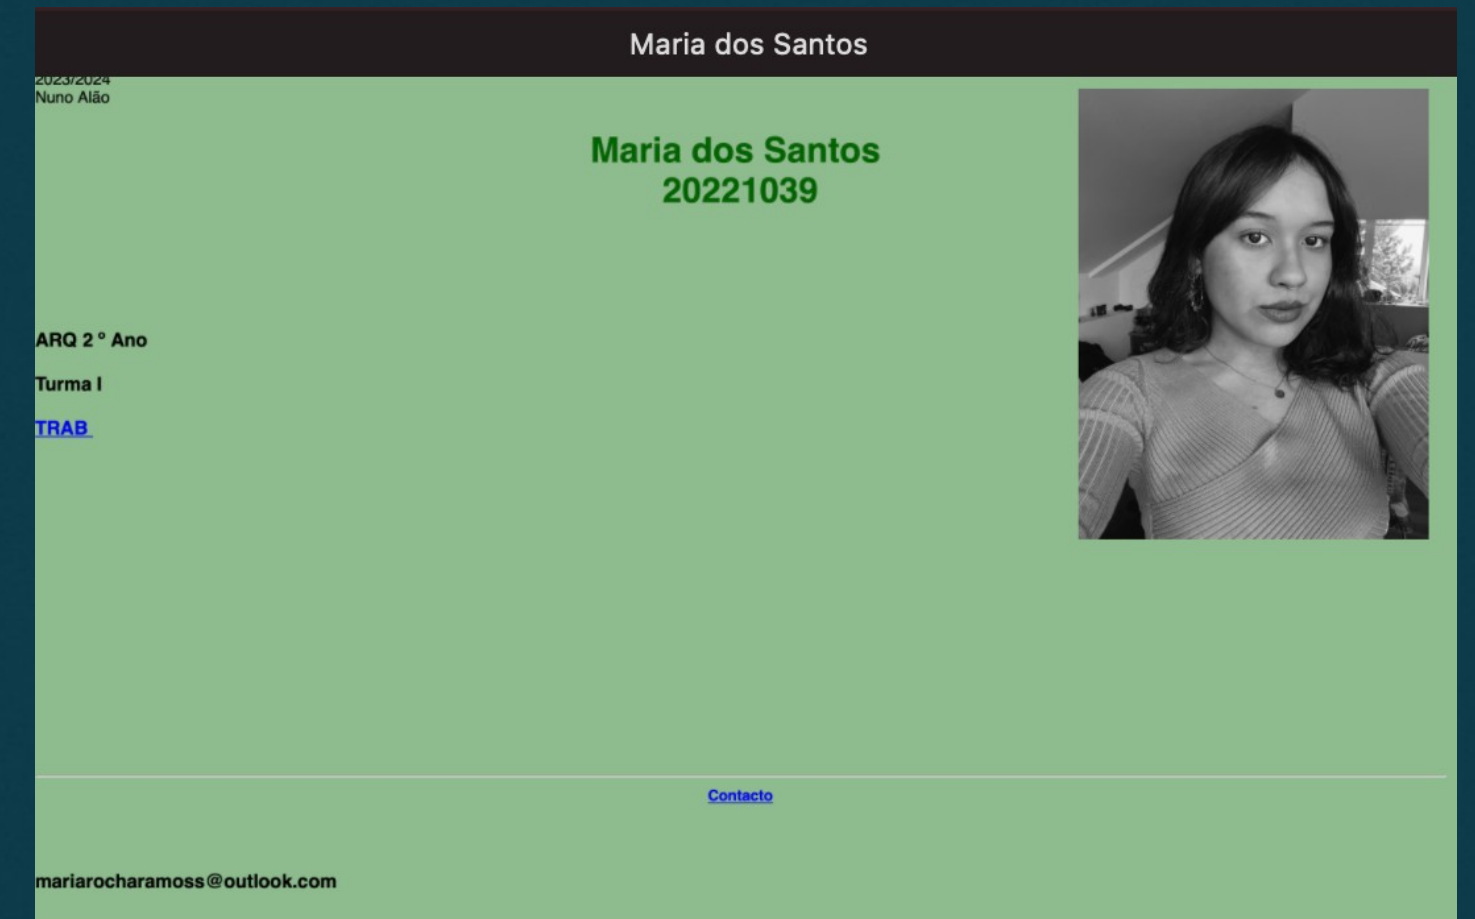 Maria dos Santos
2023/2024
Nuno Alão
Maria dos Santos
20221039
ARQ 2 º Ano
Turma I
TRAB
Contacto
mariarocharamoss@outlook.com